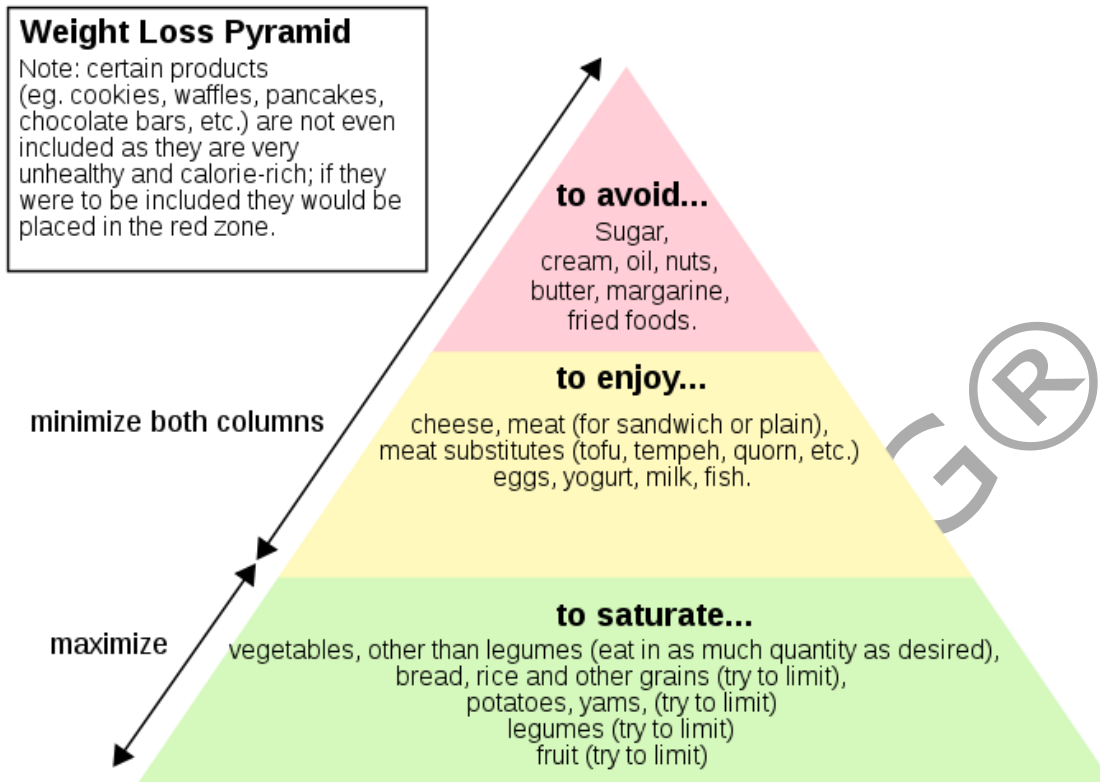 Weight Loss Pyramid
Note: certain products
(eg. cookies, waffles, pancakes,
chocolate bars, etc.) are not even
included as they are very
unhealthy and calorie-rich; if they
were to be included they would be
placed in the red zone.
to avoid...
Sugar,
cream, oil, nuts,
butter, margarine,
fried foods.
to enjoy...
cheese, meat (for sandwich or plain),
meat substitutes (tofu, tempeh, quorn, etc.)
eggs, yogurt, milk, fish.
minimize both columns
to saturate...
vegetables, other than legumes (eat in as much quantity as desired),
bread, rice and other grains (try to limit),
potatoes, yams, (try to limit)
legumes (try to limit)
fruit (try to limit)
maximize
G®